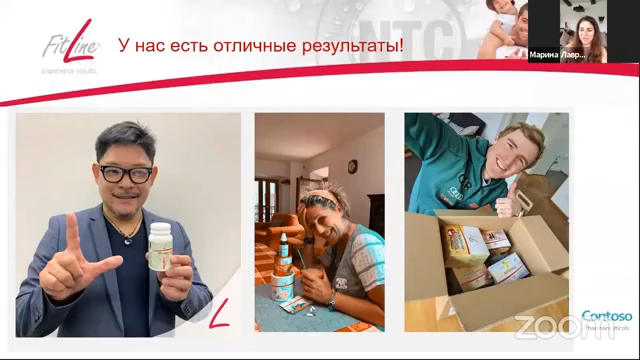 FitLine
Experience results.
NTC
У нас есть отличные результаты!
Марина Лавр...
Contoso
Pharmaceuticals
zoom